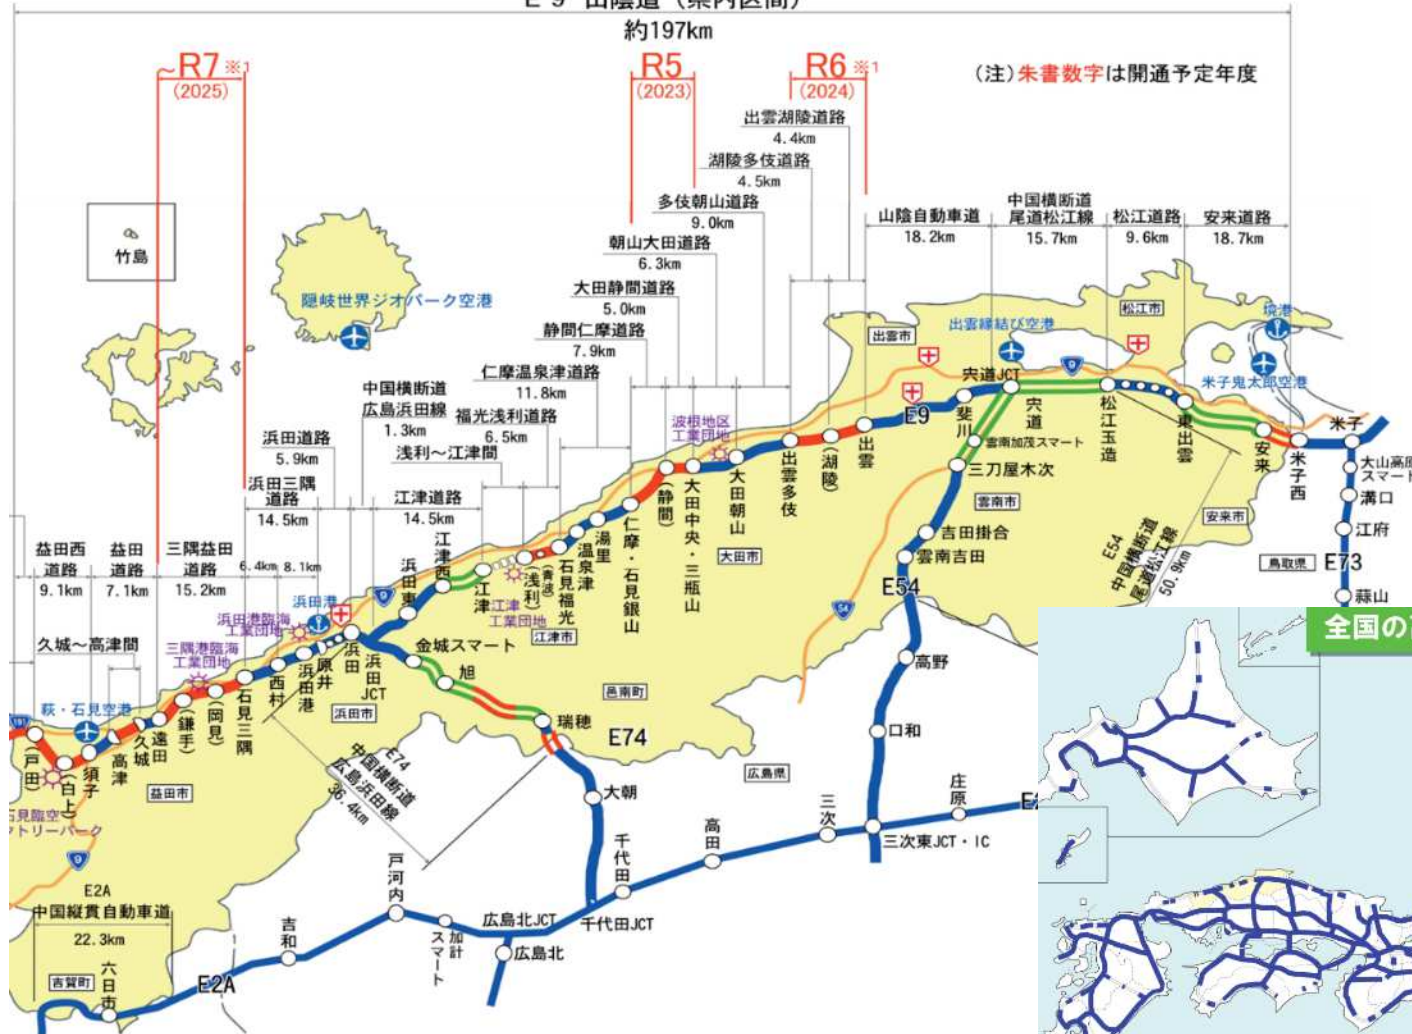 E 9 山陰道（県内区間）
約197km
～R7 ※1
(2025)
R5
(2023)
R6 ※1
(2024)
(注)朱書数字は開通予定年度
出雲湖陵道路
4.4km
湖陵多伎道路
4.5km
多伎朝山道路
9.0km
朝山大田道路
6.3km
大田静間道路
5.0km
静間仁摩道路
7.9km
仁摩温泉津道路
11.8km
福光浅利道路
6.5km
浅利～江津間
山陰自動車道
18.2km
中国横断道
尾道松江線
15.7km
松江道路
9.6km
安来道路
18.7km
竹島
隠岐世界ジオパーク空港
中国横断道
広島浜田線
1.3km
浜田道路
5.9km
浜田三隅
道路
14.5km
江津道路
14.5km
益田西
道路
9.1km
益田
道路
7.1km
三隅益田
道路
15.2km
6.4km
8.1km
久城～高津間
出雲市
出雲縁結び空港
松江市
境港
米子鬼太郎空港
9
宍道JCT
E9
斐川
宍道
雲南加茂スマート
三刀屋木次
松江玉造
東出雲
安来
米子西
米子
大山高原
スマート
溝口
江府
E73
蒜山
鳥取県
安来市
雲南市
吉田掛合
雲南吉田
E54
E54
中国横断道
尾道松江線
50.9km
54
高野
口和
三次東JCT・IC
庄原
三次
高田
波根地区
工業団地
出雲
(湖陵)
出雲多伎
大田朝山
大田中央・三瓶山
(静間)
仁摩・石見銀山
湯里
温泉津
石見福光
(浅利)
江津
江津西
大田市
江津
工業団地
江津市
邑南町
広島県
9
浜田東
浜田港
浜田港臨海
工業団地
三隅港臨海
工業団地
浜田
浜田JCT
原井
浜田港
西村
石見三隅
(岡見)
(鎌手)
遠田
久城
高津
須子
(白上)
(戸田)
191
萩・石見空港
浜田市
益田市
金城スマート
旭
瑞穂
E74
大朝
E74
中国横断道
広島浜田線
36.4km
石見臨空
9
E2A
中国縦貫自動車道
22.3km
吉賀町
六日市
E2A
吉和
戸河内
加計
スマート
広島北JCT
広島北
千代田JCT
千代田
全国の